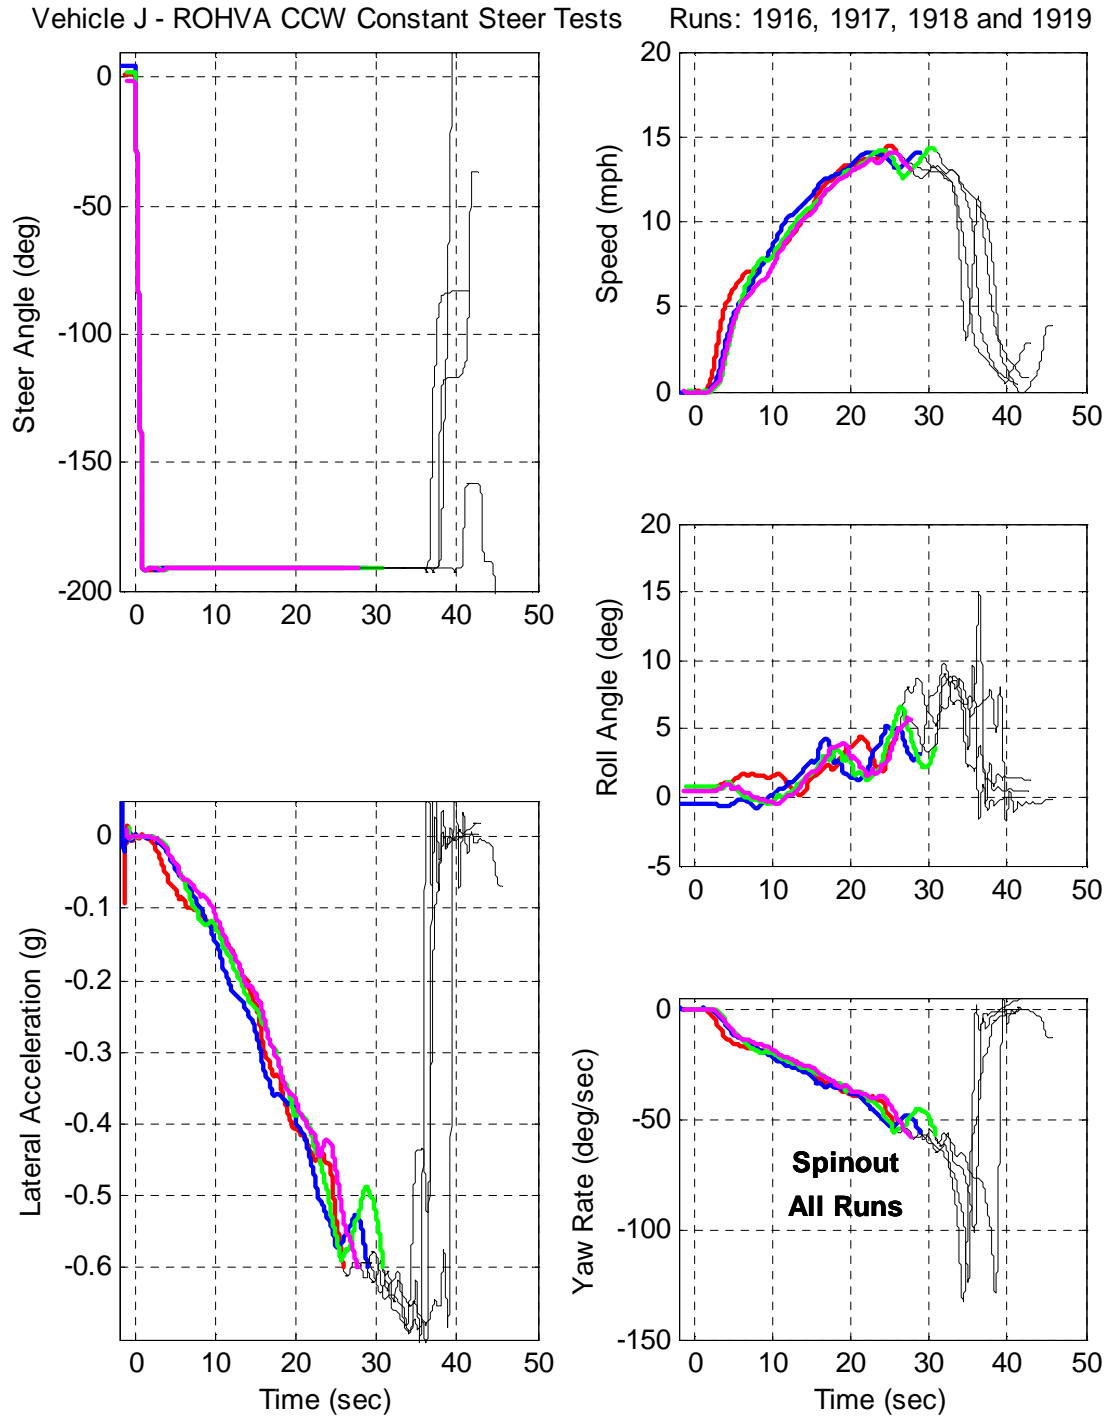 Vehicle J - ROHVA CCW Constant Steer Tests Runs: 1916, 1917, 1918 and 1919
0
-50
-100
-150
-200
Steer Angle (deg)
0 10 20 30 40 50
20
15
10
5
0
Speed (mph)
0 10 20 30 40 50
20
15
10
5
0
-5
Roll Angle (deg)
0 10 20 30 40 50
0
-0.1
-0.2
-0.3
-0.4
-0.5
-0.6
Lateral Acceleration (g)
0 10 20 30 40 50
Time (sec)
0
-50
-100
-150
Yaw Rate (deg/sec)
Spinout
All Runs
0 10 20 30 40 50
Time (sec)